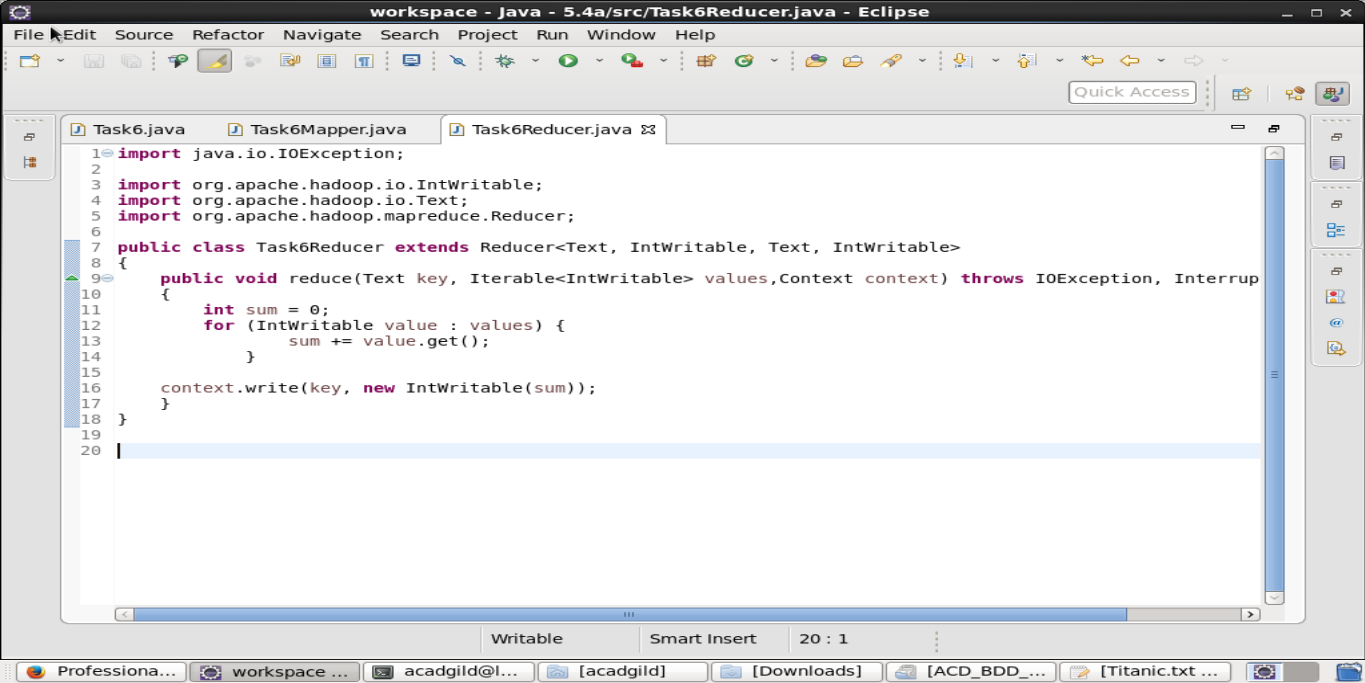 workspace - Java - 5.4a/src/Task6Reducer.java - Eclipse
File Edit Source Refactor Navigate Search Project Run Window Help
Quick Access
Task6.java Task6Mapper.java Task6Reducer.java
1 import java.io.IOException;
2
3 import org.apache.hadoop.io.IntWritable;
4 import org.apache.hadoop.io.Text;
5 import org.apache.hadoop.mapreduce.Reducer;
6
7 public class Task6Reducer extends Reducer<Text, IntWritable, Text, IntWritable>
8 {
9 public void reduce(Text key, Iterable<IntWritable> values,Context context) throws IOException, Interrup
10 {
11 int sum = 0;
12 for (IntWritable value : values) {
13 sum += value.get();
14 }
15
16 context.write(key, new IntWritable(sum));
17 }
18 }
19
20
Writable Smart Insert 20 : 1
Professiona... workspace ... acadgild@l... [acadgild] [Downloads] [ACD_BDD_... [Titanic.txt ...